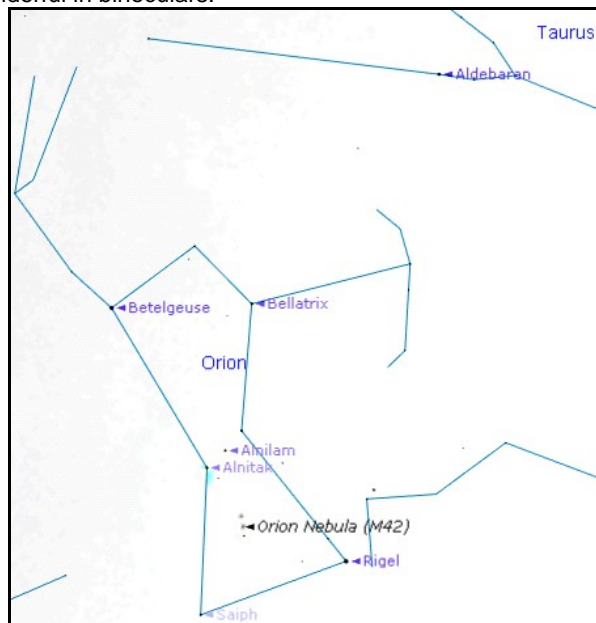 Taurus
Aldebaran
Betelgeuse
Bellatrix
Orion
Alnilam
Alnitak
Orion Nebula (M42)
Rigel
Saiph